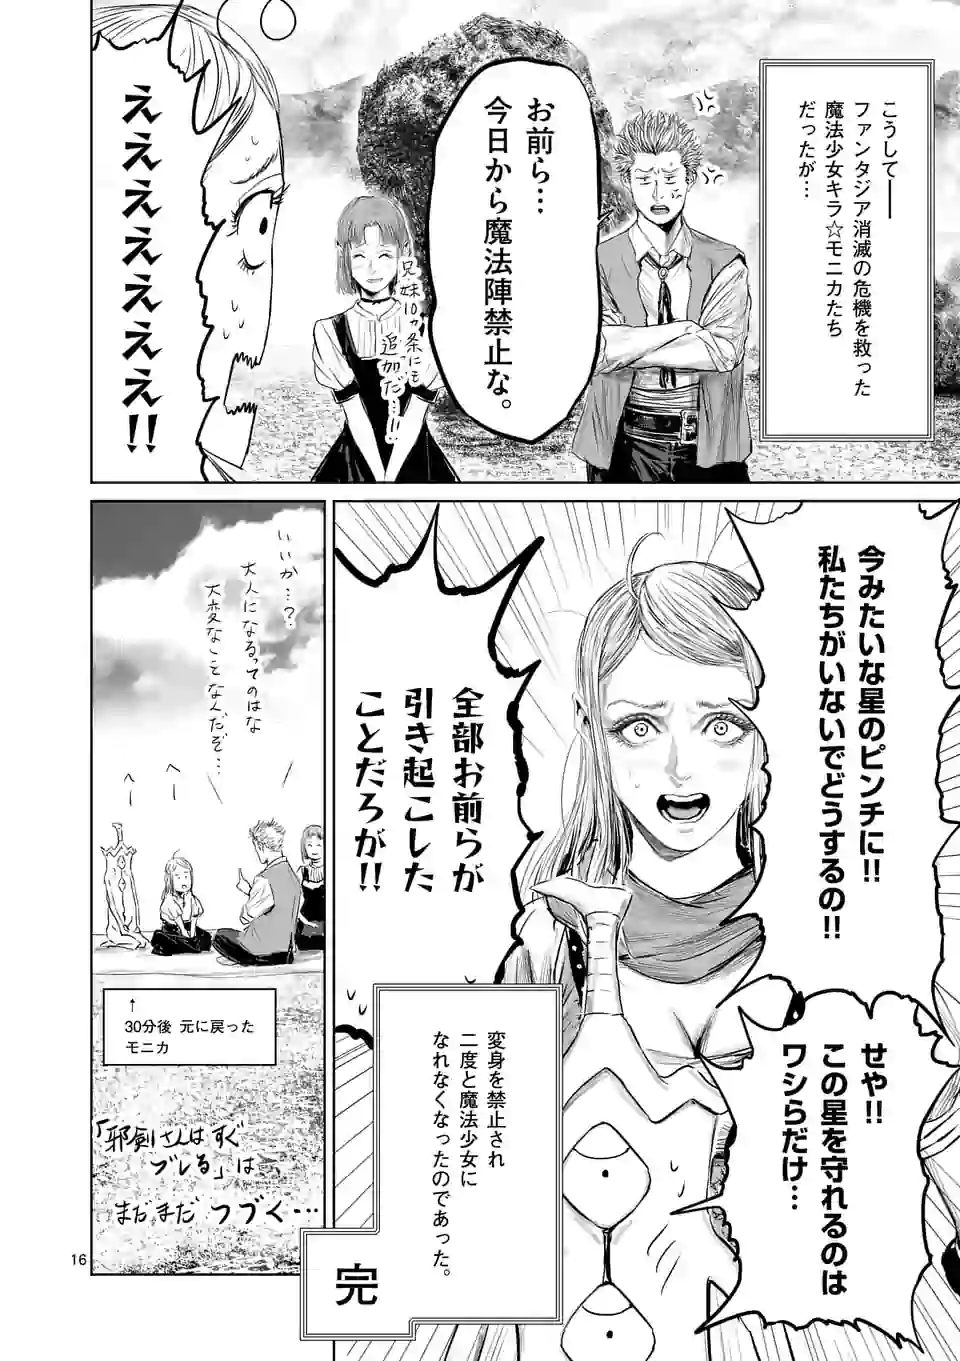 こうして──
ファンタジア消滅の危機を救った
魔法少女キラ☆モニカたち
だったが…
お前ら…
今日から魔法陣禁止な。
兄妹10ヵ条にも
追加だ…!!
えええええええええ!!
今みたいな星のピンチに!!
私たちがいないでどうするの!!
せや!!
この星を守れるのは
ワシらだけ…
全部お前らが
引き起こした
ことだろが!!
変身を禁止され
二度と魔法少女に
なれなくなったのであった。
完
いいか…?
大人になるってのはな
大変なことなんだぞ…
↑
30分後 元に戻った
モニカ
「邪剣さんはすぐ
ブレる」は
まだまだ つづく…
16